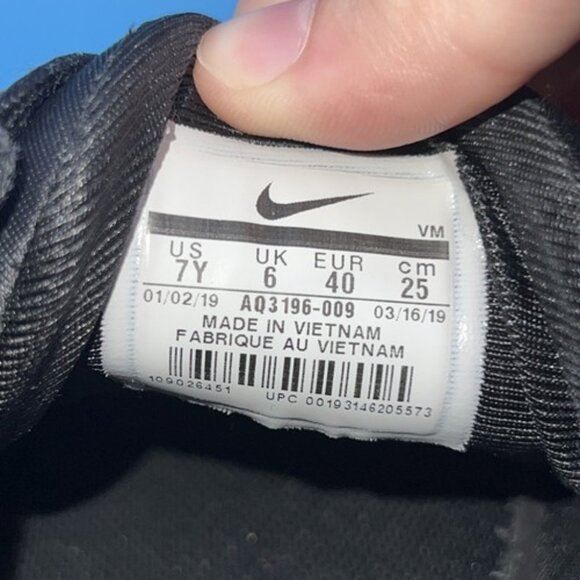 VM
US UK EUR cm
7Y 6 40 25
01/02/19 AQ3196-009 03/16/19
MADE IN VIETNAM
FABRIQUE AU VIETNAM
109026451
UPC 00193146205573